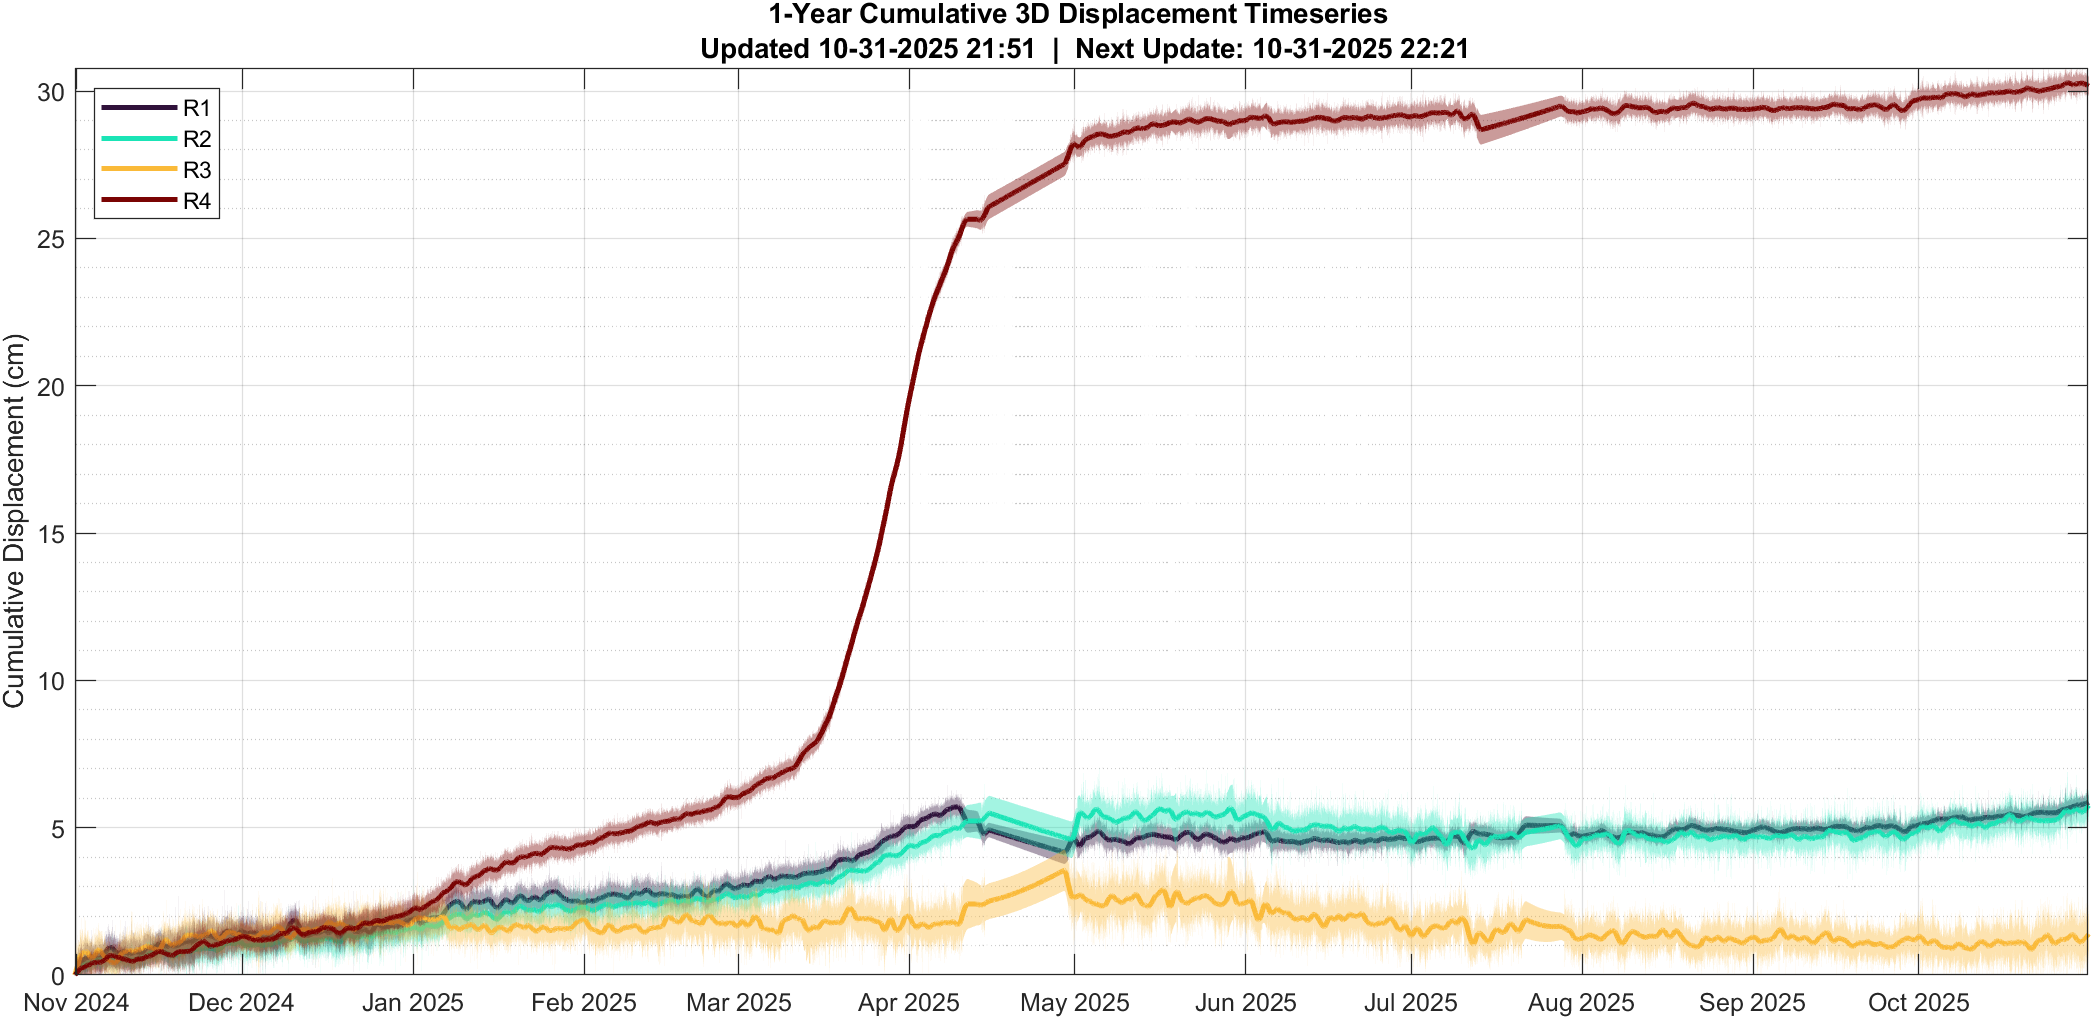 1-Year Cumulative 3D Displacement Timeseries
Updated 10-31-2025 21:51 | Next Update: 10-31-2025 22:21
R1
R2
R3
R4
Cumulative Displacement (cm)
30
25
20
15
10
5
0
Nov 2024 Dec 2024 Jan 2025 Feb 2025 Mar 2025 Apr 2025 May 2025 Jun 2025 Jul 2025 Aug 2025 Sep 2025 Oct 2025